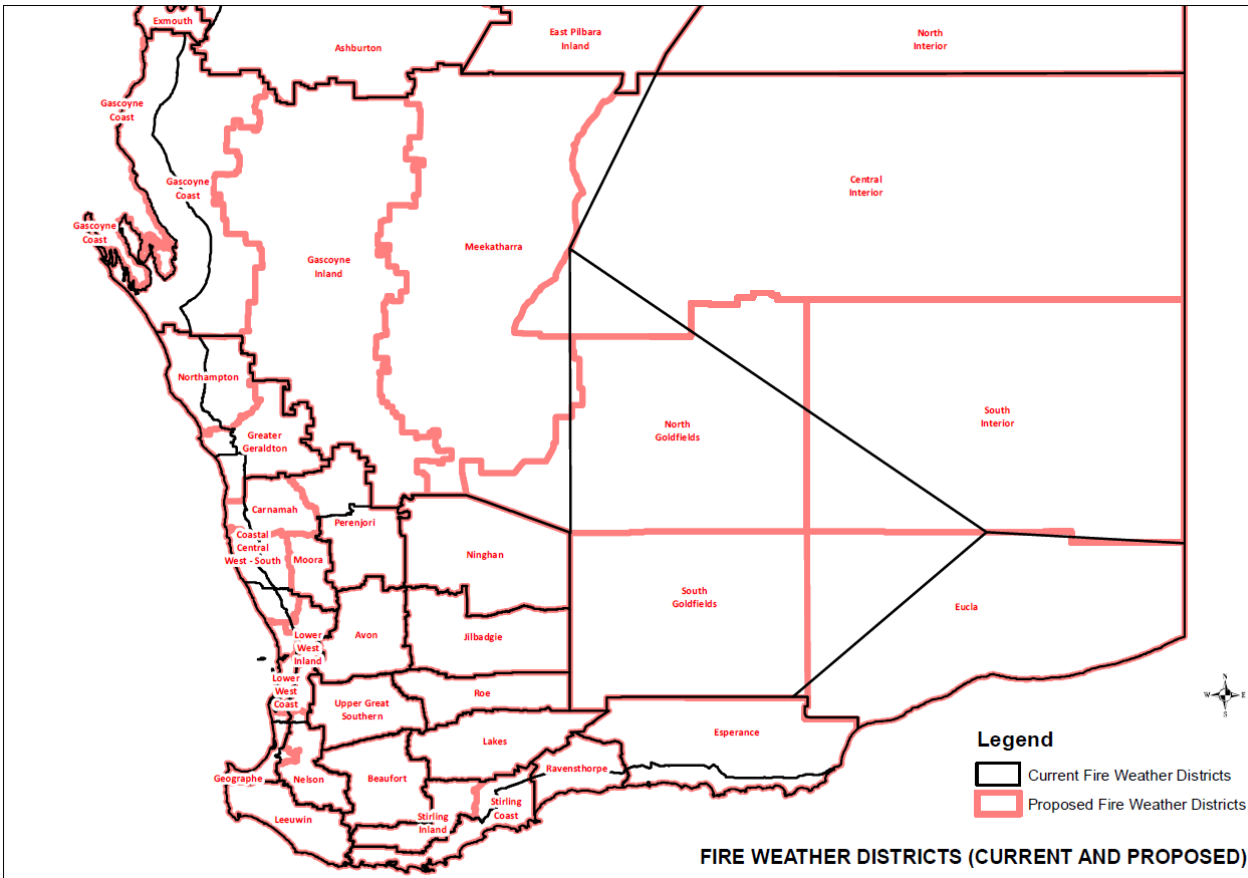 Exmouth
Ashburton
East Pilbara
Inland
North
Interior
Gascoyne
Coast
Gascoyne
Coast
Gascoyne
Coast
Gascoyne
Inland
Meekatharra
Central
Interior
Northampton
Greater
Geraldton
North
Goldfields
South
Interior
Carnamah
Perenjori
Coastal
Central
West - South
Moora
Ninghan
South
Goldfields
Eucla
Lower
West
Inland
Avon
Jilbadgie
Lower
West
Coast
Upper Great
Southern
Roe
Lakes
Esperance
Geographe
Nelson
Beaufort
Ravensthorpe
Leeuwin
Stirling
Inland
Stirling
Coast
N
W E
S
Legend
Current Fire Weather Districts
Proposed Fire Weather Districts
FIRE WEATHER DISTRICTS (CURRENT AND PROPOSED)